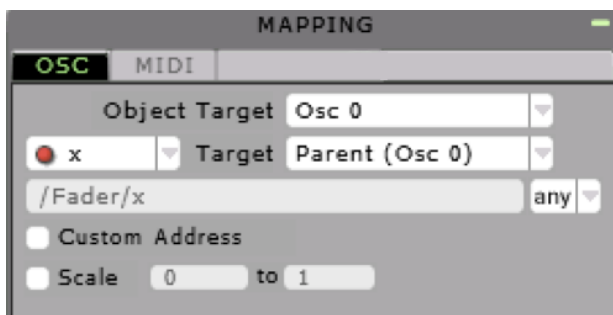 MAPPING
OSC MIDI
Object Target Osc 0
x Target Parent (Osc 0)
/Fader/x any
Custom Address
Scale 0 to 1